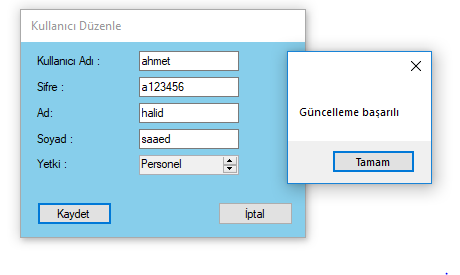 Kullanıcı Düzenle
Kullanıcı Adı :
ahmet
Sifre :
a123456
Ad:
halid
Soyad :
saaed
Yetki :
Personel
Kaydet
İptal
Güncelleme başarılı
Tamam